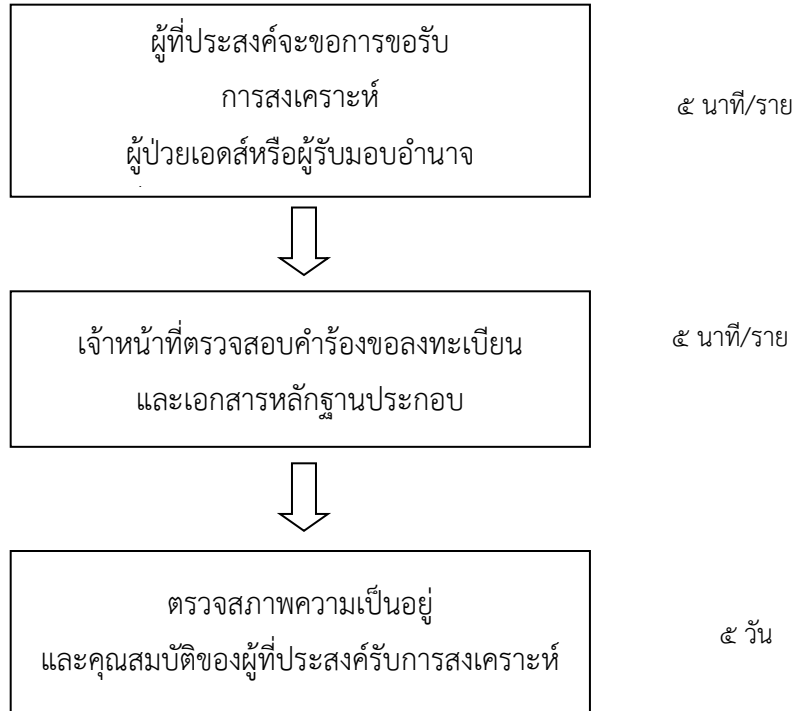 ผู้ที่ประสงค์จะขอการขอรับ
การสงเคราะห์
ผู้ป่วยเอดส์หรือผู้รับมอบอำนาจ
๕ นาที/ราย
เจ้าหน้าที่ตรวจสอบคำร้องขอลงทะเบียน
และเอกสารหลักฐานประกอบ
๕ นาที/ราย
ตรวจสภาพความเป็นอยู่
และคุณสมบัติของผู้ที่ประสงค์รับการสงเคราะห์
๕ วัน